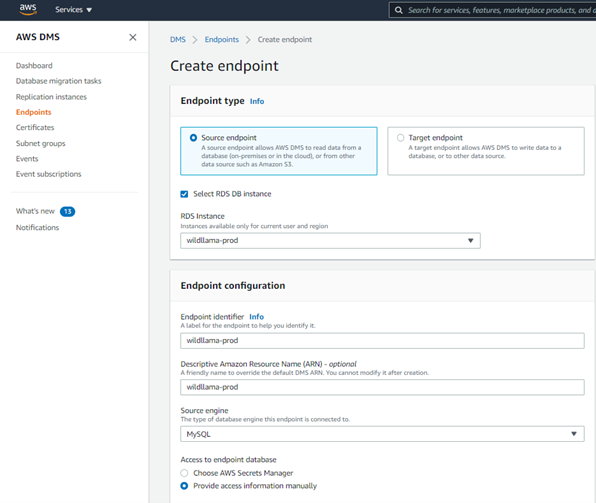 aws
Services
Search for services, features, marketplace products, and
AWS DMS
DMS > Endpoints > Create endpoint
Dashboard
Database migration tasks
Replication instances
Endpoints
Certificates
Subnet groups
Events
Event subscriptions
What's new 13
Notifications
Create endpoint
Endpoint type Info
Source endpoint
A source endpoint allows AWS DMS to read data from a
database (on-premises or in the cloud), or from other
data source such as Amazon S3.
Target endpoint
A target endpoint allows AWS DMS to write data to a
database, or to other data source.
Select RDS DB instance
RDS Instance
Instances available only for current user and region
wildllama-prod
Endpoint configuration
Endpoint identifier Info
A label for the endpoint to help you identify it.
wildllama-prod
Descriptive Amazon Resource Name (ARN) - optional
A friendly name to override the default DMS ARN. You cannot modify it after creation.
wildllama-prod
Source engine
The type of database engine this endpoint is connected to.
MySQL
Access to endpoint database
Choose AWS Secrets Manager
Provide access information manually